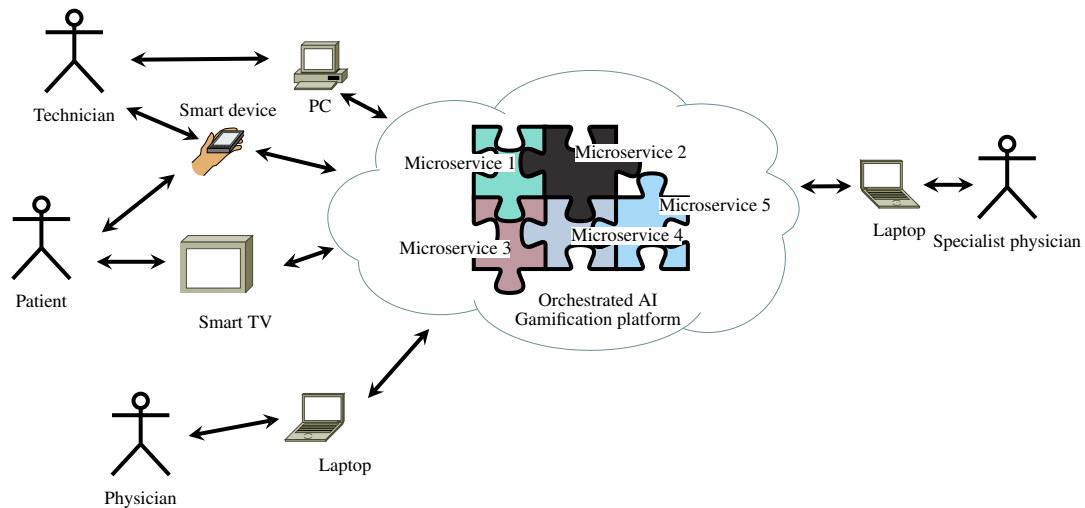 Technician
Smart device
PC
Microservice 1
Microservice 2
Microservice 5
Microservice 3
Microservice 4
Patient
Smart TV
Orchestrated AI
Gamification platform
Laptop
Specialist physician
Physician
Laptop